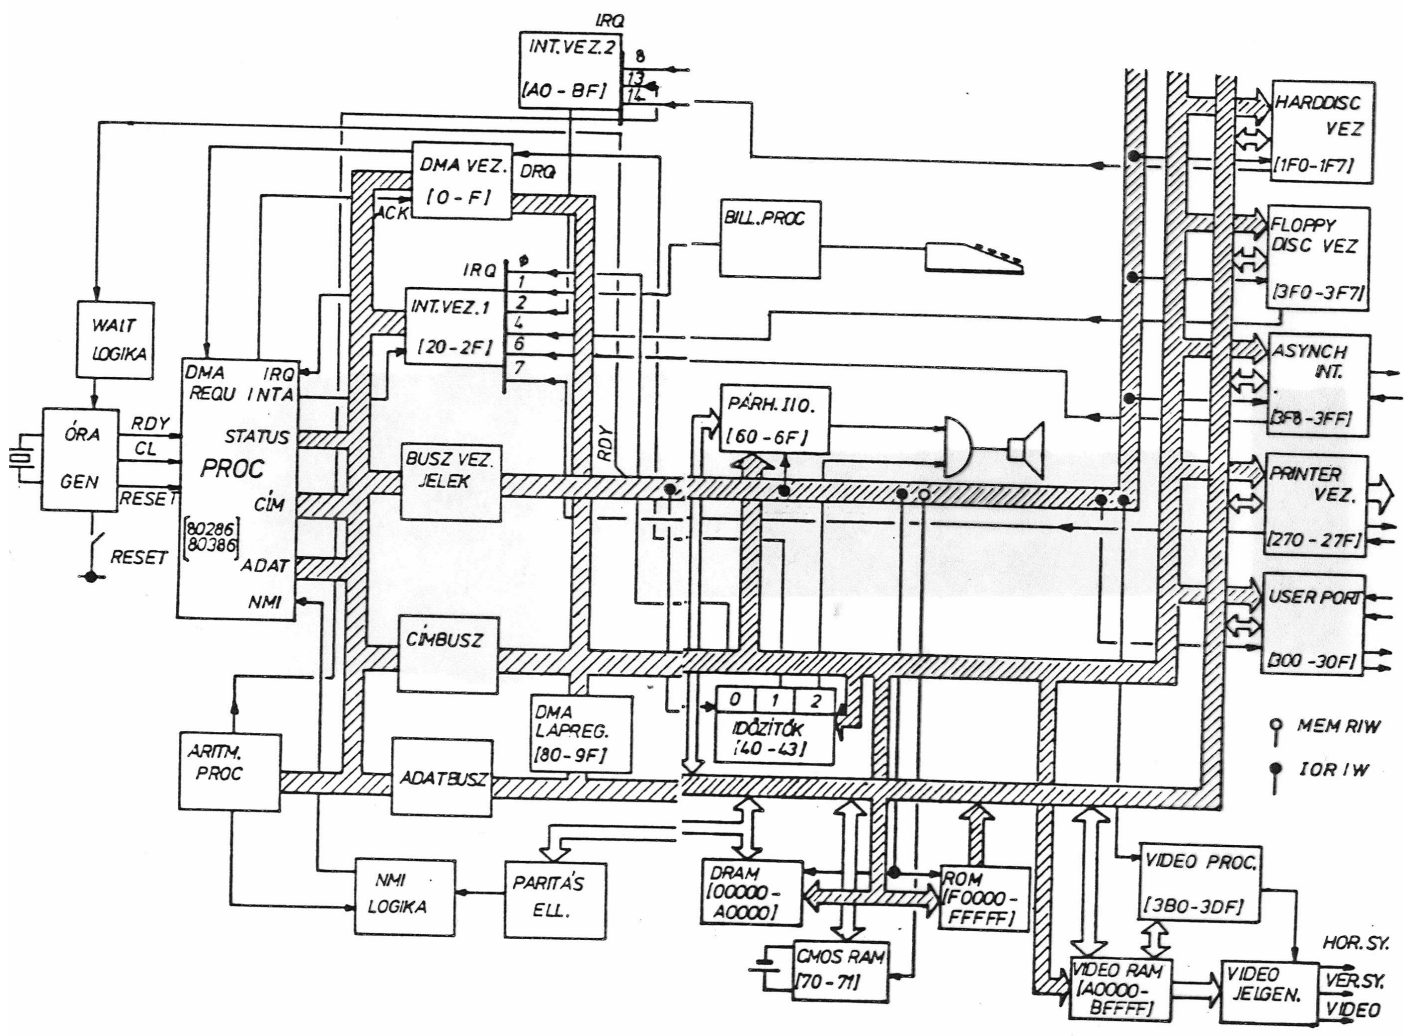 IRQ
INT.VEZ.2
[A0-BF]
8
13
14
HARDDISC
VEZ
[1F0-1F7]
DMA VEZ.
[0-F]
DRQ
ACK
BILL.PROC
FLOPPY
DISC VEZ
[3F0-3F7]
IRQ
0
1
2
4
6
7
INT.VEZ.1
[20-2F]
WAIT
LOGIKA
ASYNCH
INT.
[3F8-3FF]
DMA
REQU
IRQ
INTA
STATUS
PROC
CÍM
[80286
80386]
ADAT
NMI
ÓRA
GEN
RDY
CL
RESET
RESET
PÁRH.I/O.
[60-6F]
RDY
BUSZ VEZ.
JELEK
PRINTER
VEZ.
[270-27F]
USER PORT
[300-30F]
CÍMBUSZ
DMA
LAPREG.
[80-9F]
0 1 2
IDŐZÍTŐK
[40-43]
MEM R/W
IOR/W
ARITM.
PROC
ADATBUSZ
NMI
LOGIKA
PARITÁS
ELL.
DRAM
[00000-
A0000]
ROM
[F0000-
FFFFF]
CMOS RAM
[70-71]
VIDEO PROC.
[3B0-3DF]
VIDEO RAM
[A0000-
BFFFF]
VIDEO
JELGEN.
HOR.SY.
VER.SY.
VIDEO